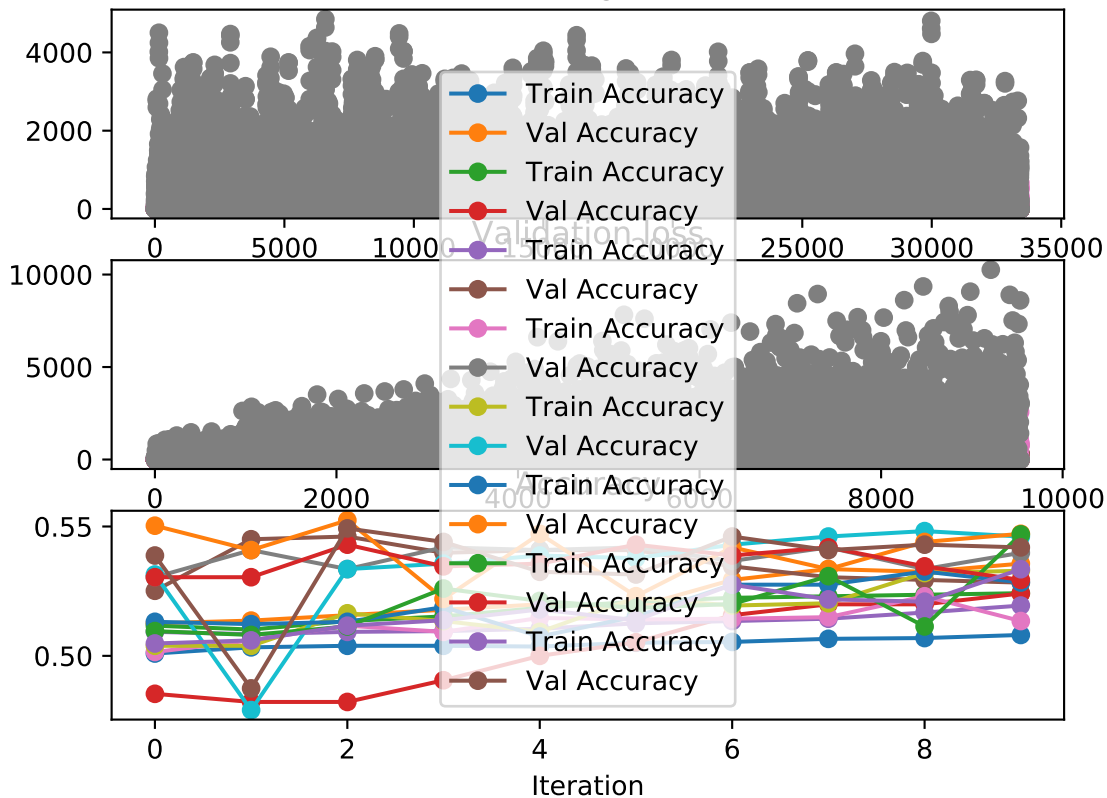 4000
2000
0
0 5000 10000 15000 20000 25000 30000 35000
Validation loss
10000
5000
0
0 2000 4000 6000 8000 10000
Accuracy
0.55
0.50
0 2 4 6 8
Iteration
Train Accuracy
Val Accuracy
Train Accuracy
Val Accuracy
Train Accuracy
Val Accuracy
Train Accuracy
Val Accuracy
Train Accuracy
Val Accuracy
Train Accuracy
Val Accuracy
Train Accuracy
Val Accuracy
Train Accuracy
Val Accuracy